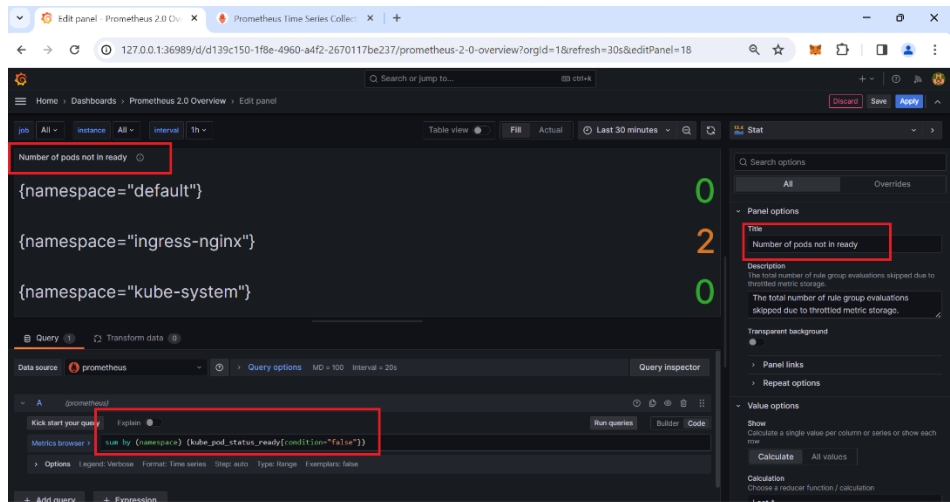 Edit panel - Prometheus 2.0 Ov
Prometheus Time Series Collect
127.0.0.1:36989/d/d139c150-1f8e-4960-a4f2-2670117be237/prometheus-2-0-overview?orgId=1&refresh=30s&editPanel=18
Search or jump to... ctrl+k
Home › Dashboards › Prometheus 2.0 Overview › Edit panel
Discard Save Apply
job All instance All interval 1h
Table view Fill Actual Last 30 minutes
Stat
Number of pods not in ready
{namespace="default"} 0
{namespace="ingress-nginx"} 2
{namespace="kube-system"} 0
Query 1 Transform data 0
Data source prometheus Query options MD = 100 Interval = 20s Query inspector
A (prometheus)
Kick start your query Explain Run queries Builder Code
Metrics browser > sum by (namespace) (kube_pod_status_ready{condition="false"})
Options Legend: Verbose Format: Time series Step: auto Type: Range Exemplars: false
+ Add query + Expression
Search options
All Overrides
Panel options
Title
Number of pods not in ready
Description
The total number of rule group evaluations skipped due to
throttled metric storage.
The total number of rule group evaluations
skipped due to throttled metric storage.
Transparent background
Panel links
Repeat options
Value options
Show
Calculate a single value per column or series or show each
row
Calculate All values
Calculation
Choose a reducer function / calculation